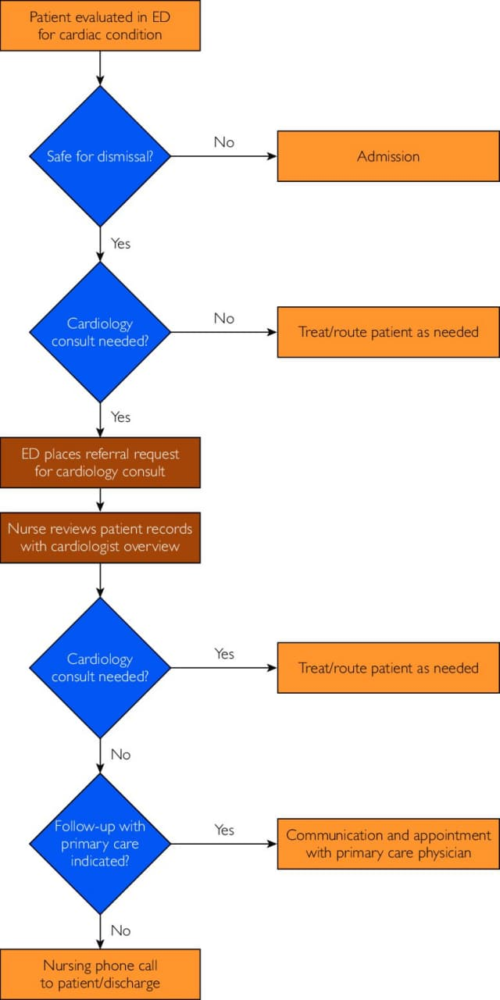 Patient evaluated in ED
for cardiac condition
Safe for dismissal?
No
Admission
Yes
Cardiology
consult needed?
No
Treat/route patient as needed
Yes
ED places referral request
for cardiology consult
Nurse reviews patient records
with cardiologist overview
Cardiology
consult needed?
Yes
Treat/route patient as needed
No
Follow-up with
primary care
indicated?
Yes
Communication and appointment
with primary care physician
No
Nursing phone call
to patient/discharge